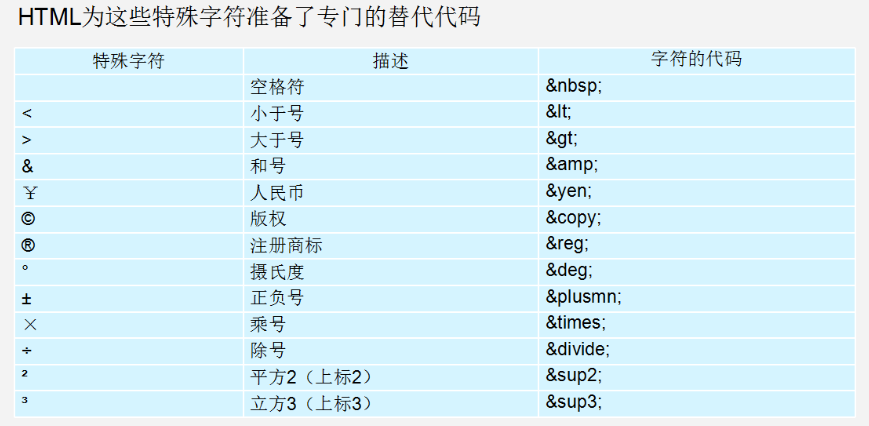 HTML为这些特殊字符准备了专门的替代代码
特殊字符 描述 字符的代码
空格符 &nbsp;
< 小于号 &lt;
> 大于号 &gt;
& 和号 &amp;
￥ 人民币 &yen;
© 版权 &copy;
® 注册商标 &reg;
° 摄氏度 &deg;
± 正负号 &plusmn;
× 乘号 &times;
÷ 除号 &divide;
² 平方2（上标2） &sup2;
³ 立方3（上标3） &sup3;